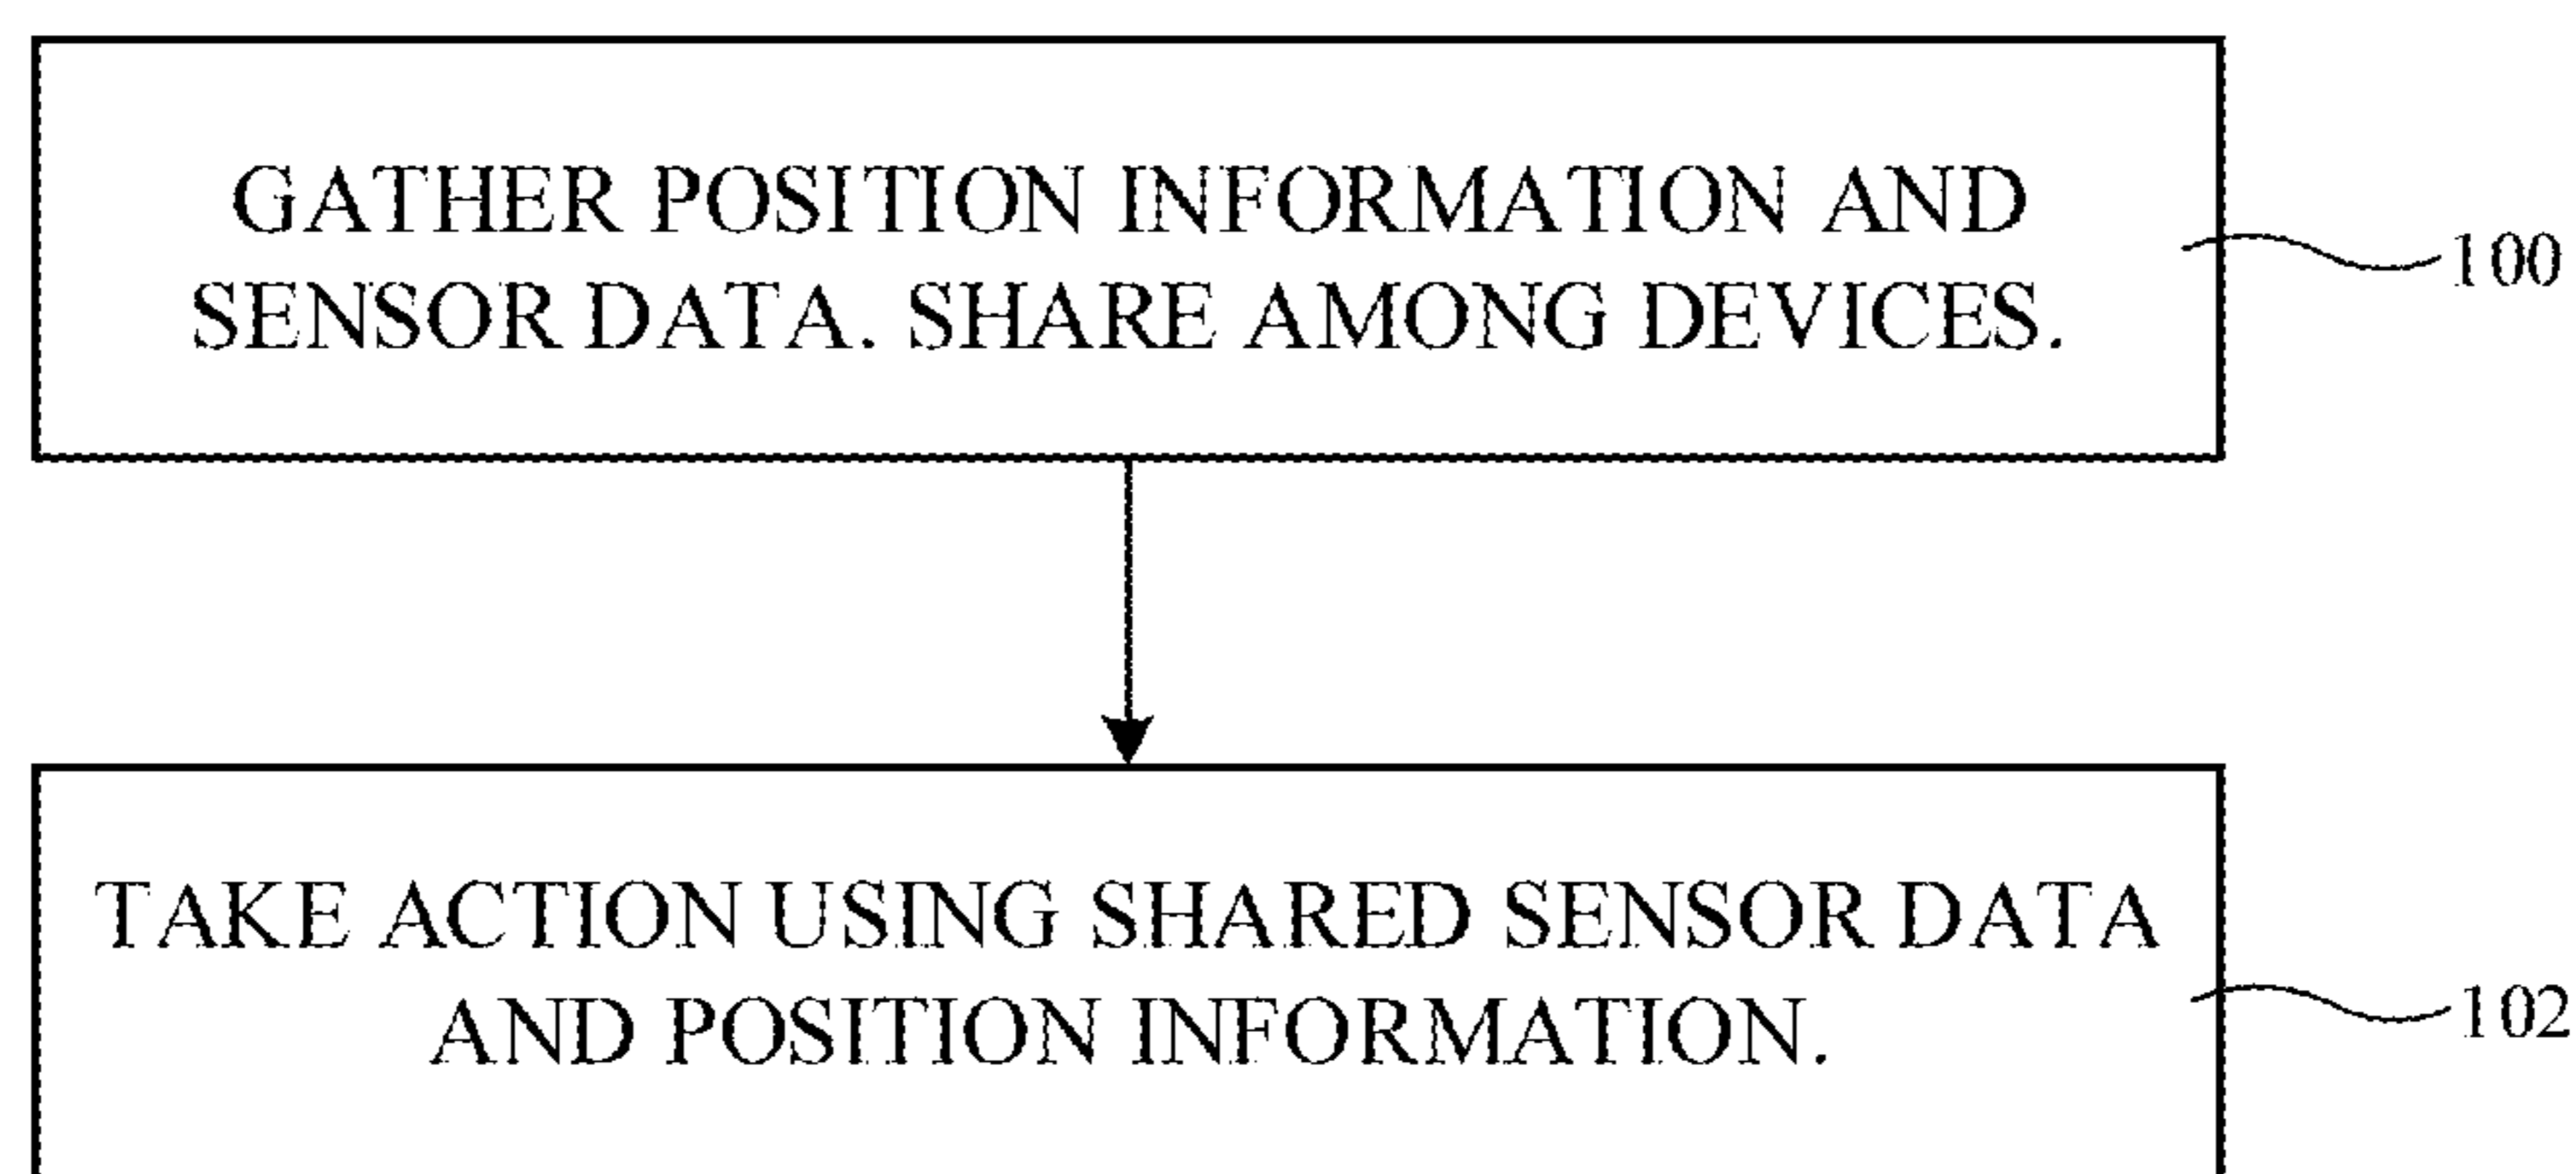 GATHER POSITION INFORMATION AND
SENSOR DATA. SHARE AMONG DEVICES.
100
TAKE ACTION USING SHARED SENSOR DATA
AND POSITION INFORMATION.
102